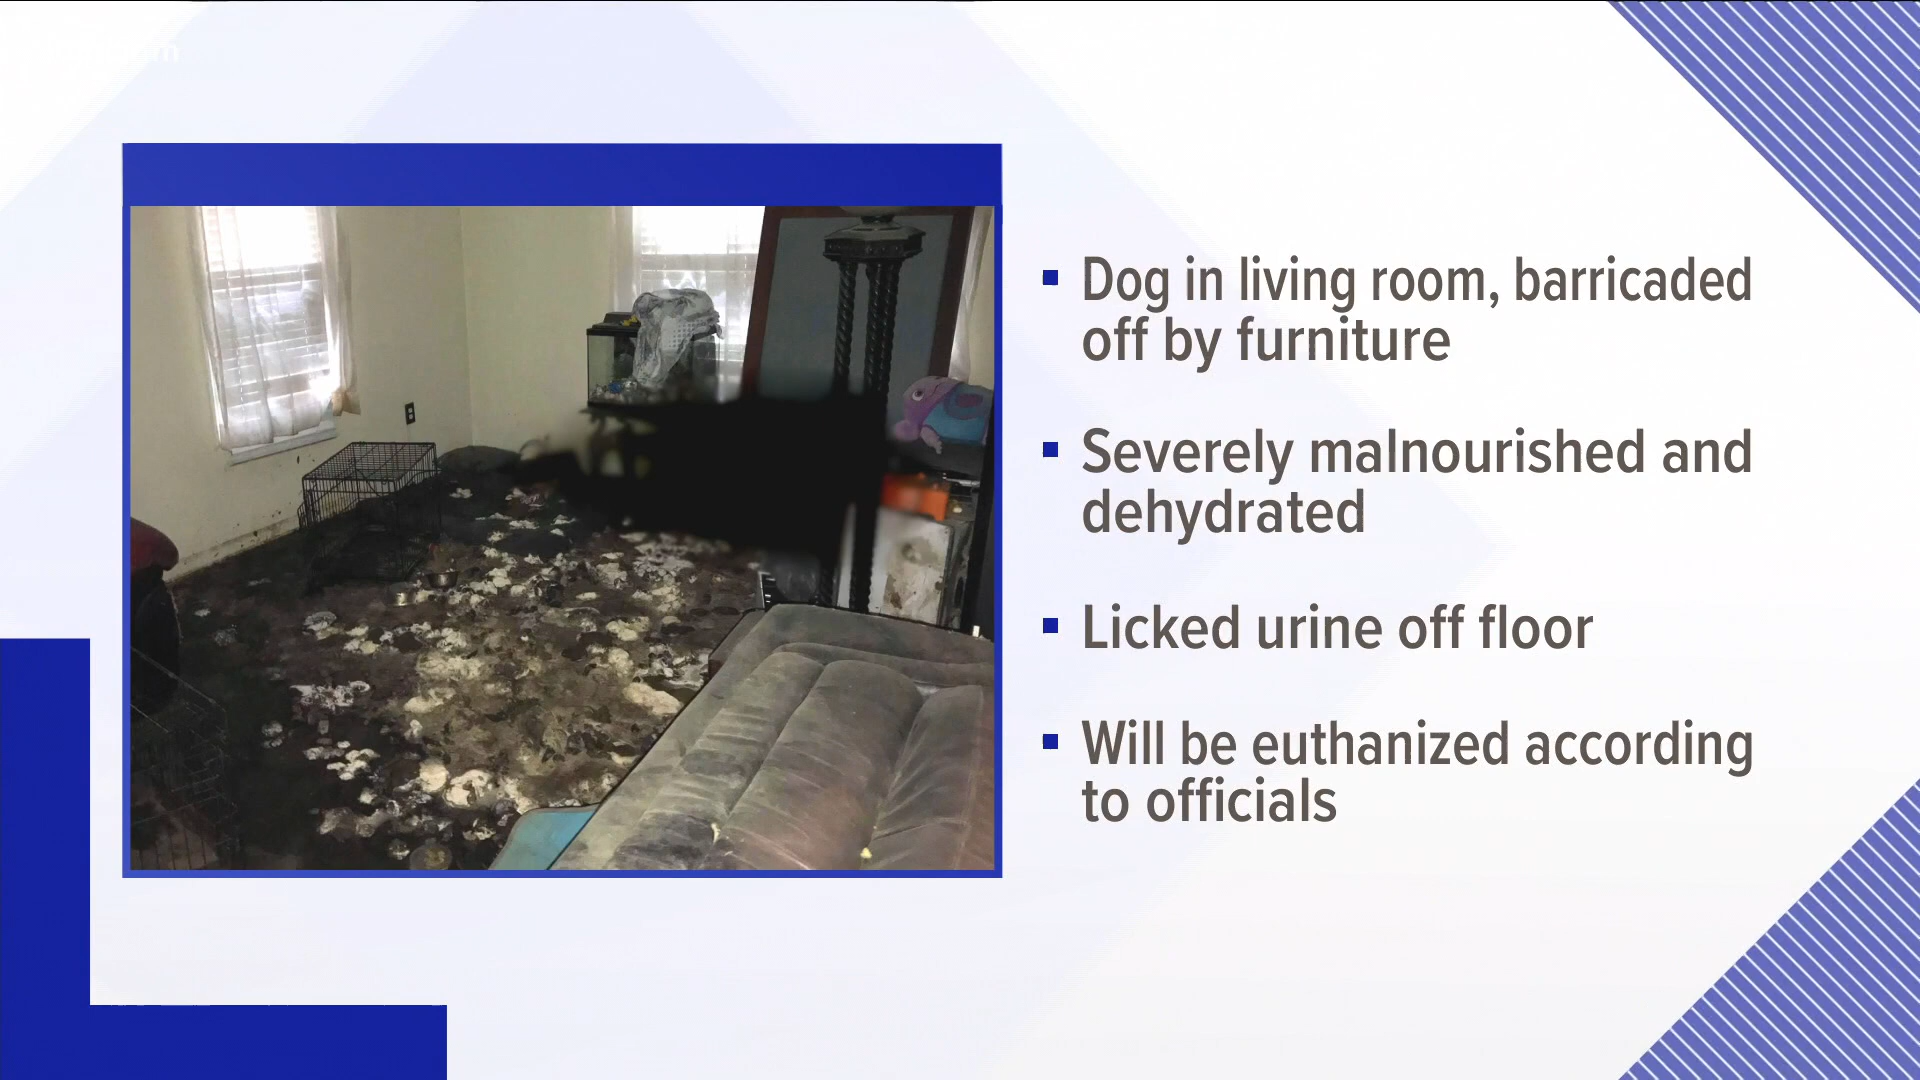 Dog in living room, barricaded
off by furniture
Severely malnourished and
dehydrated
Licked urine off floor
Will be euthanized according
to officials